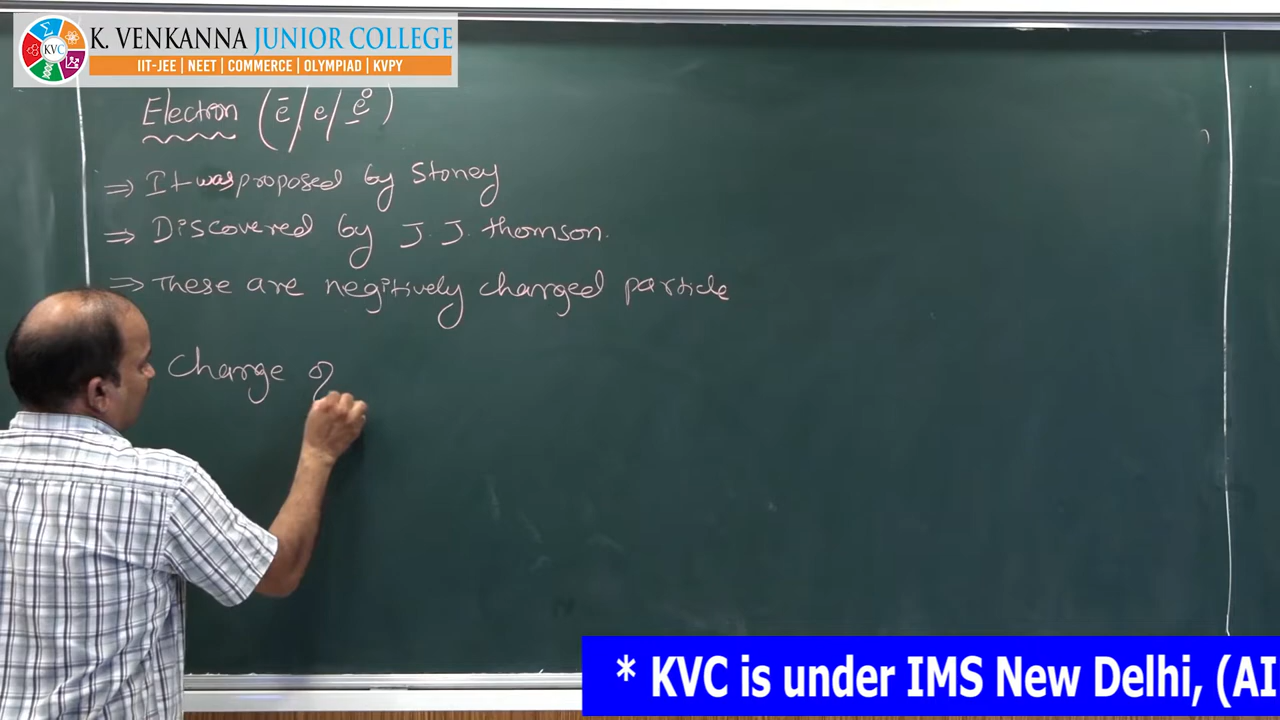 K. VENKANNA JUNIOR COLLEGE
KVC
IIT-JEE | NEET | COMMERCE | OLYMPIAD | KVPY
Electron (e̅/e/₋e⁰)
⇒ It was proposed by Stoney
⇒ Discovered by J. J. thomson.
⇒ These are negitively charged particle
Charge of
* KVC is under IMS New Delhi, (AI